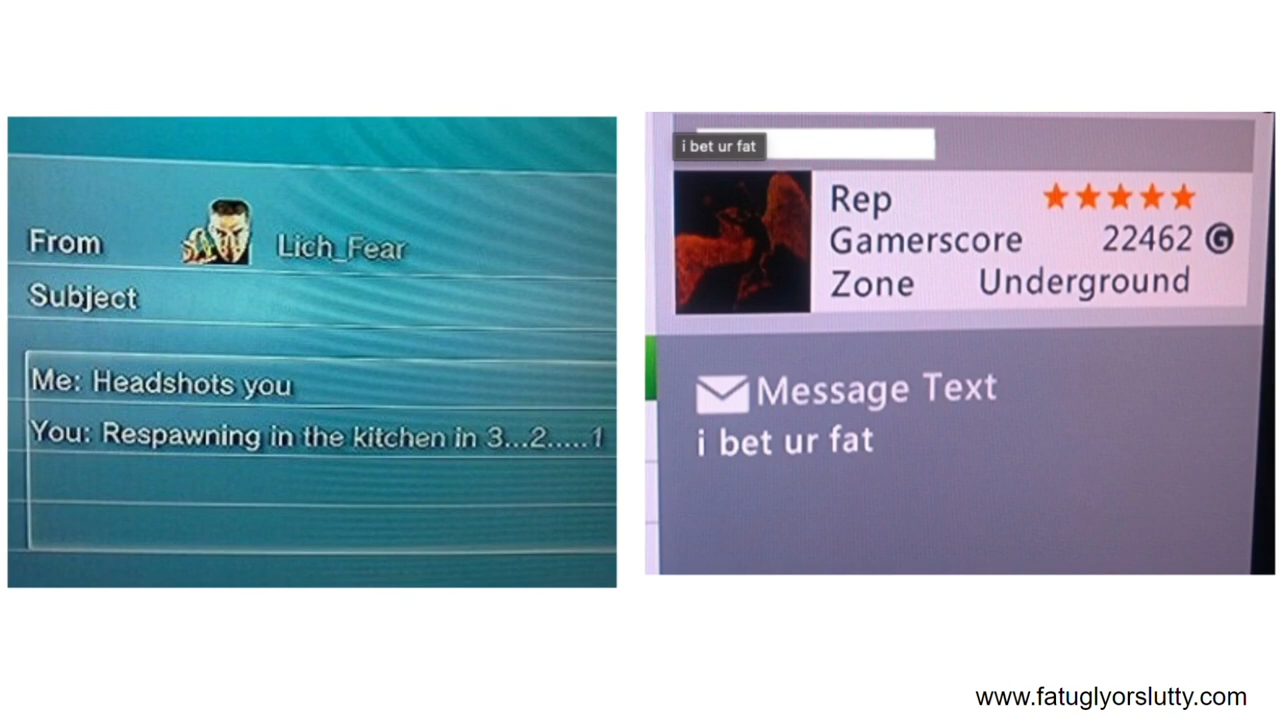 From Lich_Fear
Subject
Me: Headshots you
You: Respawning in the kitchen in 3...2.....1
i bet ur fat
Rep
Gamerscore 22462 G
Zone Underground
Message Text
i bet ur fat
www.fatuglyorslutty.com